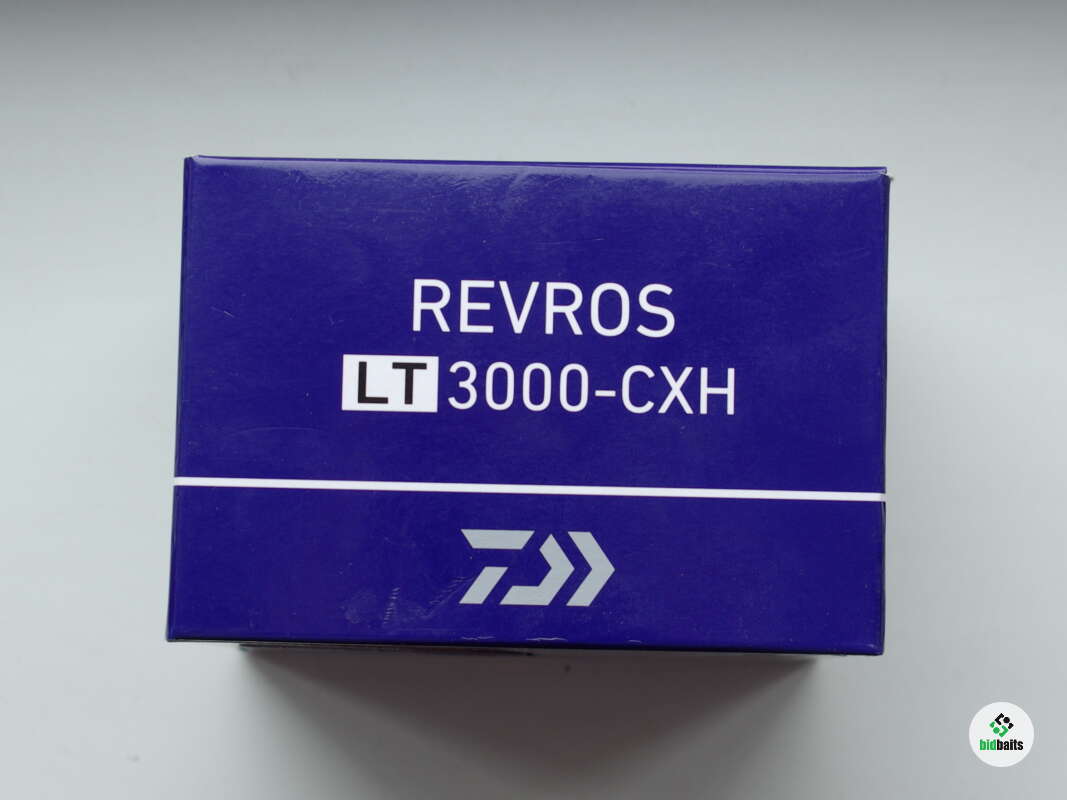 REVROS
LT 3000-CXH
bidbaits